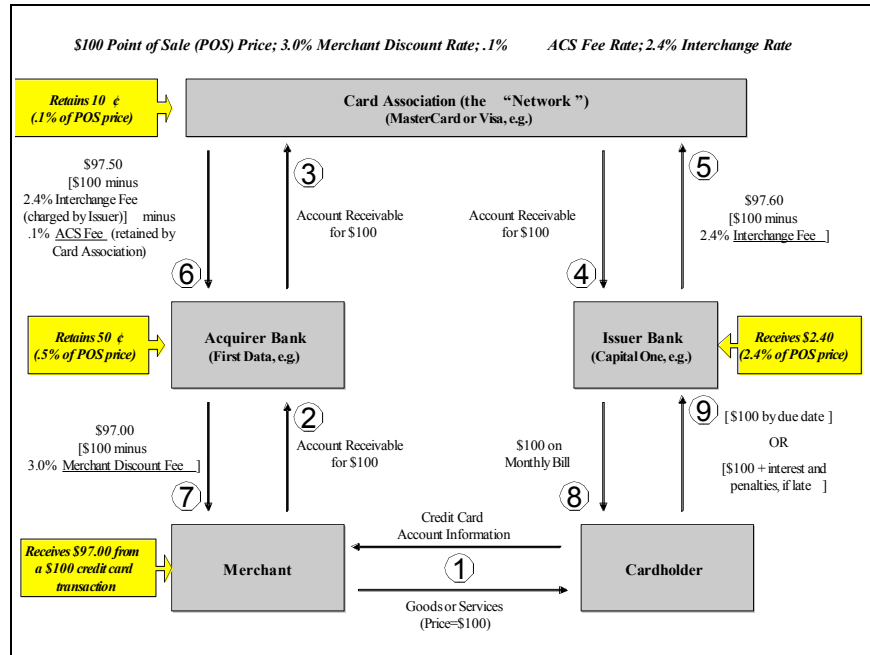 $100 Point of Sale (POS) Price; 3.0% Merchant Discount Rate; .1% ACS Fee Rate; 2.4% Interchange Rate
Retains 10 ¢
(.1% of POS price)
Card Association (the “Network”)
(MasterCard or Visa, e.g.)
$97.50
[$100 minus
2.4% Interchange Fee
(charged by Issuer)] minus
.1% ACS Fee (retained by
Card Association)
3
Account Receivable
for $100
Account Receivable
for $100
5
$97.60
[$100 minus
2.4% Interchange Fee ]
6
4
Retains 50 ¢
(.5% of POS price)
Acquirer Bank
(First Data, e.g.)
Issuer Bank
(Capital One, e.g.)
Receives $2.40
(2.4% of POS price)
$97.00
[$100 minus
3.0% Merchant Discount Fee ]
2
Account Receivable
for $100
$100 on
Monthly Bill
9
[$100 by due date ]
OR
[$100 + interest and
penalties, if late ]
7
8
Receives $97.00 from
a $100 credit card
transaction
Merchant
Credit Card
Account Information
1
Goods or Services
(Price=$100)
Cardholder